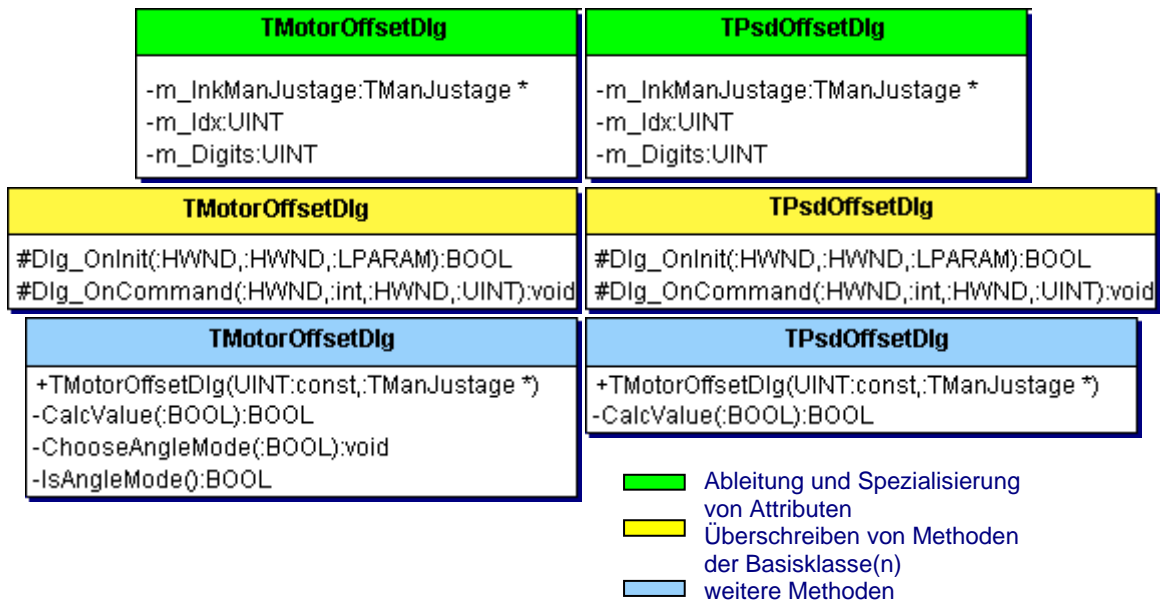 TMotorOffsetDlg
-m_lnkManJustage:TManJustage *
-m_Idx:UINT
-m_Digits:UINT
TPsdOffsetDlg
-m_lnkManJustage:TManJustage *
-m_Idx:UINT
-m_Digits:UINT
TMotorOffsetDlg
#Dlg_OnInit(:HWND,:HWND,:LPARAM):BOOL
#Dlg_OnCommand(:HWND,:int,:HWND,:UINT):void
TPsdOffsetDlg
#Dlg_OnInit(:HWND,:HWND,:LPARAM):BOOL
#Dlg_OnCommand(:HWND,:int,:HWND,:UINT):void
TMotorOffsetDlg
+TMotorOffsetDlg(UINT:const,:TManJustage *)
-CalcValue(:BOOL):BOOL
-ChooseAngleMode(:BOOL):void
-IsAngleMode():BOOL
TPsdOffsetDlg
+TMotorOffsetDlg(UINT:const,:TManJustage *)
-CalcValue(:BOOL):BOOL
Ableitung und Spezialisierung
von Attributen
Überschreiben von Methoden
der Basisklasse(n)
weitere Methoden